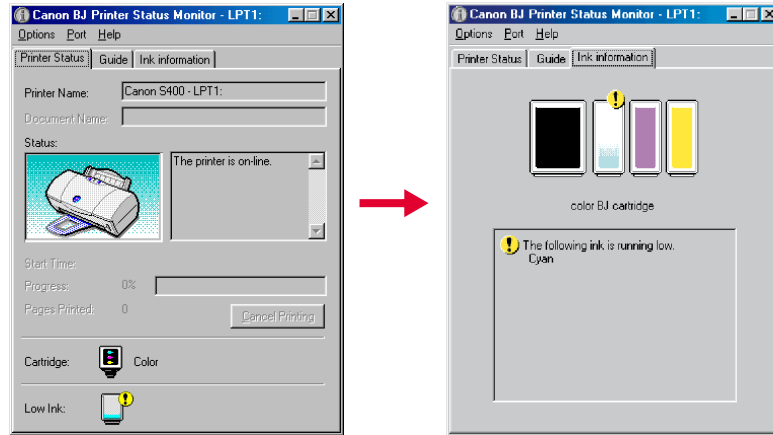 Canon BJ Printer Status Monitor - LPT1:
Options Port Help
Printer Status Guide Ink information
Printer Name: Canon S400 - LPT1:
Document Name:
Status:
The printer is on-line.
Start Time:
Progress: 0%
Pages Printed: 0
Cancel Printing
Cartridge: Color
Low Ink:
Canon BJ Printer Status Monitor - LPT1:
Options Port Help
Printer Status Guide Ink information
color BJ cartridge
The following ink is running low.
Cyan